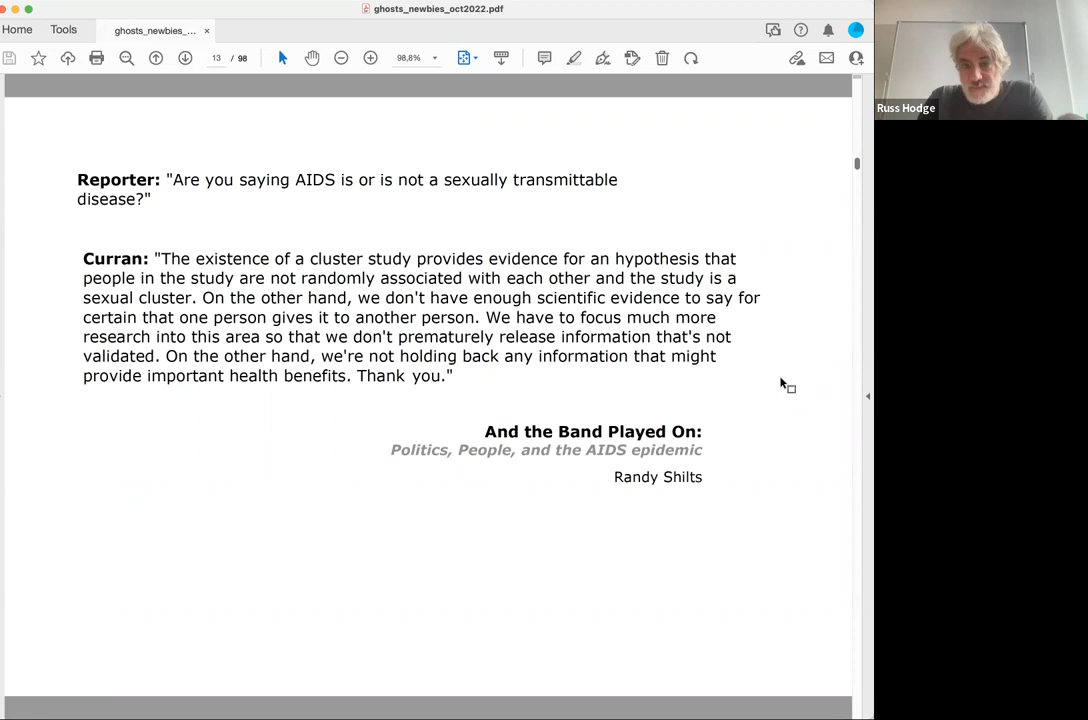 ghosts_newbies_oct2022.pdf
Home
Tools
ghosts_newbies_... ×
13 / 98
98,8%
Russ Hodge
Reporter: "Are you saying AIDS is or is not a sexually transmittable
disease?"
Curran: "The existence of a cluster study provides evidence for an hypothesis that
people in the study are not randomly associated with each other and the study is a
sexual cluster. On the other hand, we don't have enough scientific evidence to say for
certain that one person gives it to another person. We have to focus much more
research into this area so that we don't prematurely release information that's not
validated. On the other hand, we're not holding back any information that might
provide important health benefits. Thank you."
And the Band Played On:
Politics, People, and the AIDS epidemic
Randy Shilts